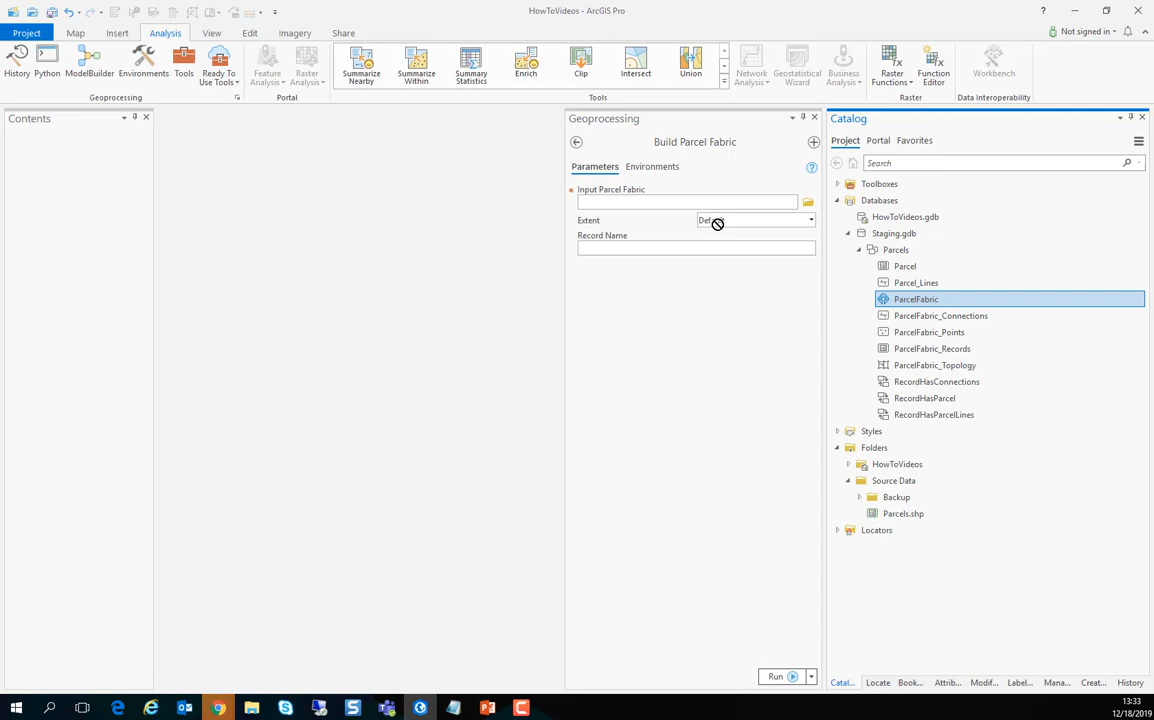 HowToVideos - ArcGIS Pro
?
Project Map Insert Analysis View Edit Imagery Share
Not signed in
History
Python
ModelBuilder
Environments
Tools
Ready To Use Tools
Feature Analysis
Raster Analysis
Summarize Nearby
Summarize Within
Summary Statistics
Enrich
Clip
Intersect
Union
Network Analysis
Geostatistical Wizard
Business Analysis
Raster Functions
Function Editor
Workbench
Geoprocessing
Portal
Tools
Raster
Data Interoperability
Contents
Geoprocessing
Build Parcel Fabric
Parameters Environments
?
Input Parcel Fabric
Extent
Record Name
Run
Catalog
Project Portal Favorites
Search
Toolboxes
Databases
HowToVideos.gdb
Staging.gdb
Parcels
Parcel
Parcel_Lines
ParcelFabric
ParcelFabric_Connections
ParcelFabric_Points
ParcelFabric_Records
ParcelFabric_Topology
RecordHasConnections
RecordHasParcel
RecordHasParcelLines
Styles
Folders
HowToVideos
Source Data
Backup
Parcels.shp
Locators
Catal... Locate Book... Attrib... Modif... Label... Mana... Creat... History
13:33
12/18/2019